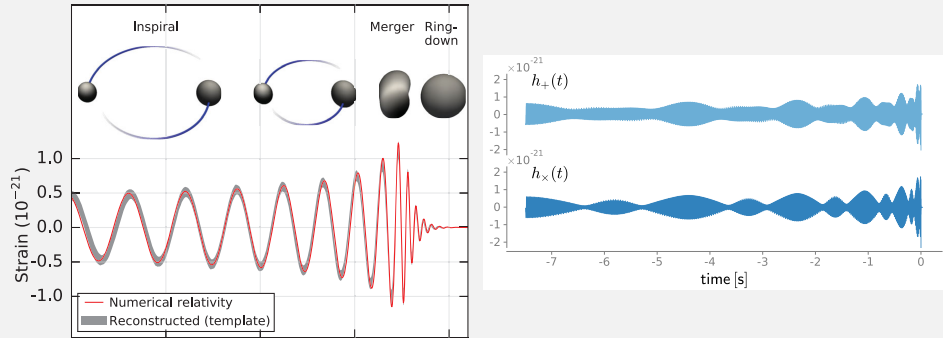 Inspiral
Merger
Ring-
down
Strain (10⁻²¹)
1.0
0.5
0.0
-0.5
-1.0
Numerical relativity
Reconstructed (template)
×10⁻²¹
h₊(t)
2
1
0
-1
-2
×10⁻²¹
hₓ(t)
2
1
0
-1
-2
-7 -6 -5 -4 -3 -2 -1 0
time [s]